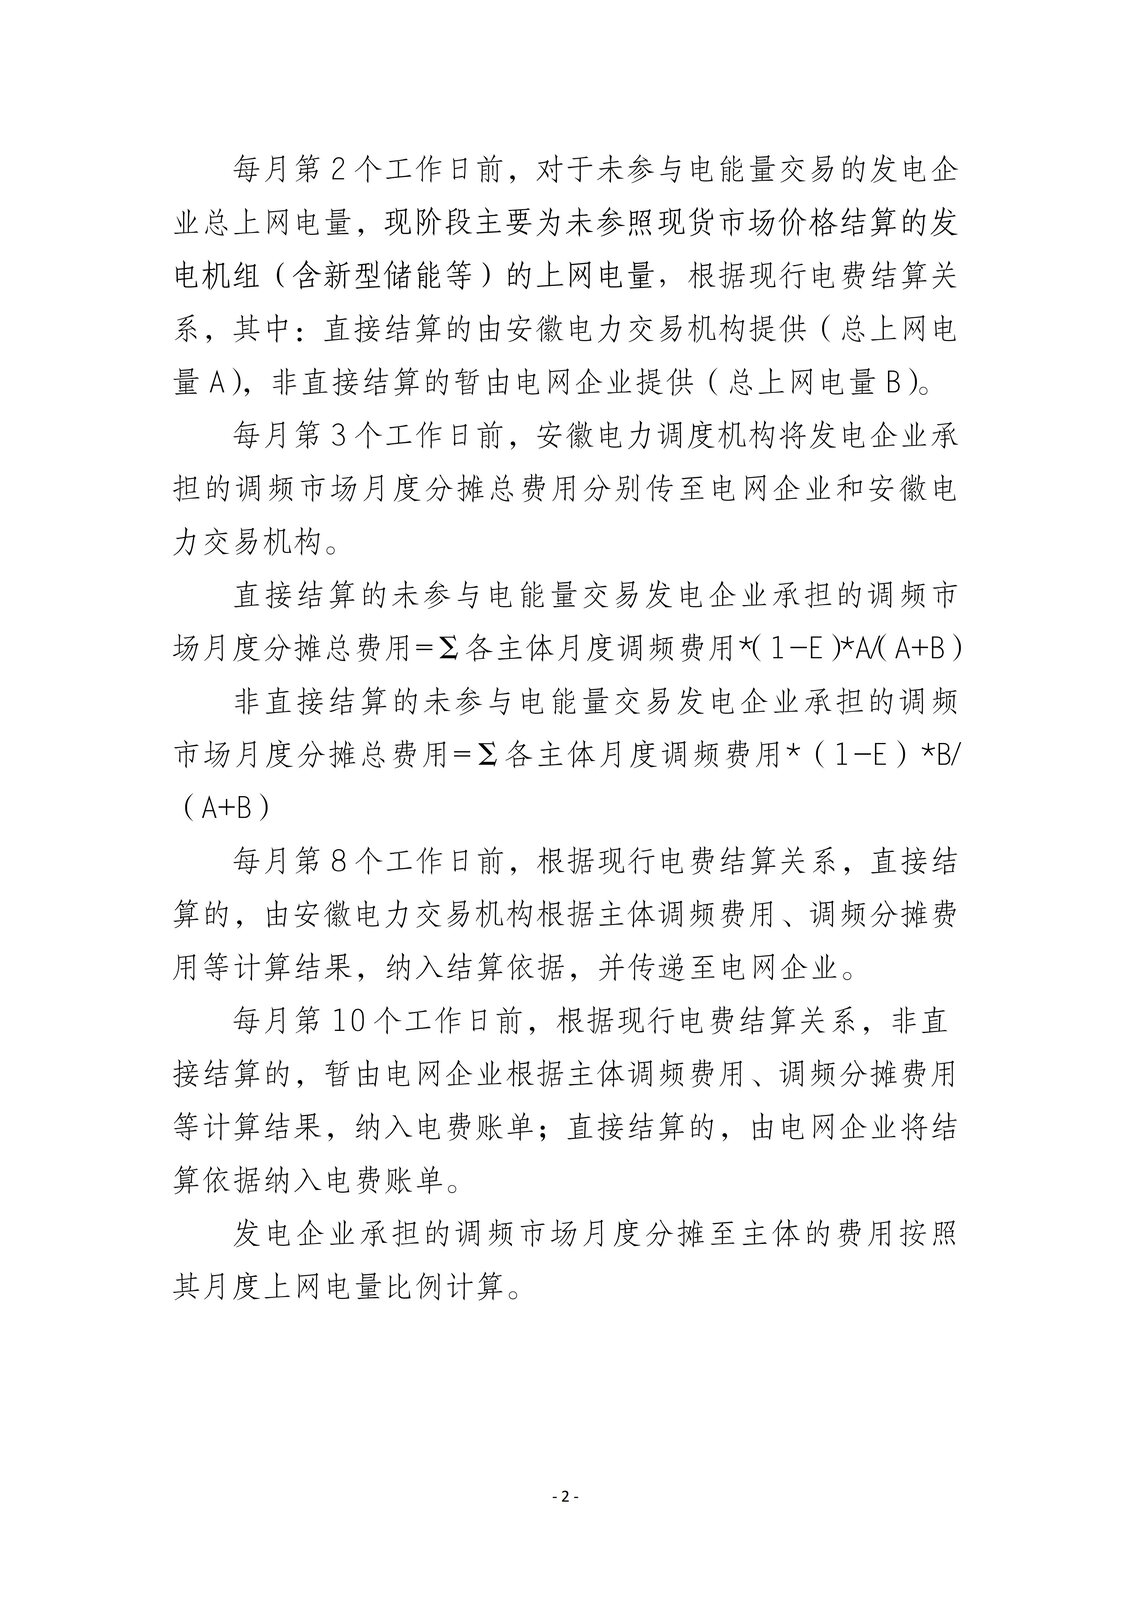 每月第2个工作日前，对于未参与电能量交易的发电企
业总上网电量，现阶段主要为未参照现货市场价格结算的发
电机组（含新型储能等）的上网电量，根据现行电费结算关
系，其中：直接结算的由安徽电力交易机构提供（总上网电
量A），非直接结算的暂由电网企业提供（总上网电量B）。
每月第3个工作日前，安徽电力调度机构将发电企业承
担的调频市场月度分摊总费用分别传至电网企业和安徽电
力交易机构。
直接结算的未参与电能量交易发电企业承担的调频市
场月度分摊总费用=∑各主体月度调频费用*（1-E）*A/（A+B）
非直接结算的未参与电能量交易发电企业承担的调频
市场月度分摊总费用=∑各主体月度调频费用*（1-E）*B/
（A+B）
每月第8个工作日前，根据现行电费结算关系，直接结
算的，由安徽电力交易机构根据主体调频费用、调频分摊费
用等计算结果，纳入结算依据，并传递至电网企业。
每月第10个工作日前，根据现行电费结算关系，非直
接结算的，暂由电网企业根据主体调频费用、调频分摊费用
等计算结果，纳入电费账单；直接结算的，由电网企业将结
算依据纳入电费账单。
发电企业承担的调频市场月度分摊至主体的费用按照
其月度上网电量比例计算。
- 2 -